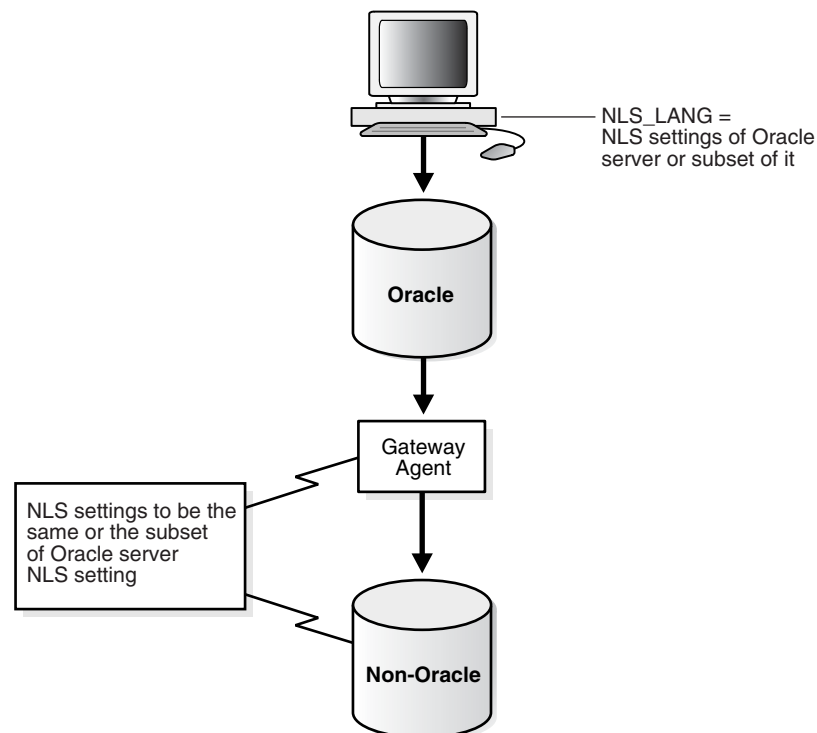 NLS_LANG =
NLS settings of Oracle
server or subset of it
Oracle
Gateway
Agent
NLS settings to be the
same or the subset
of Oracle server
NLS setting
Non-Oracle